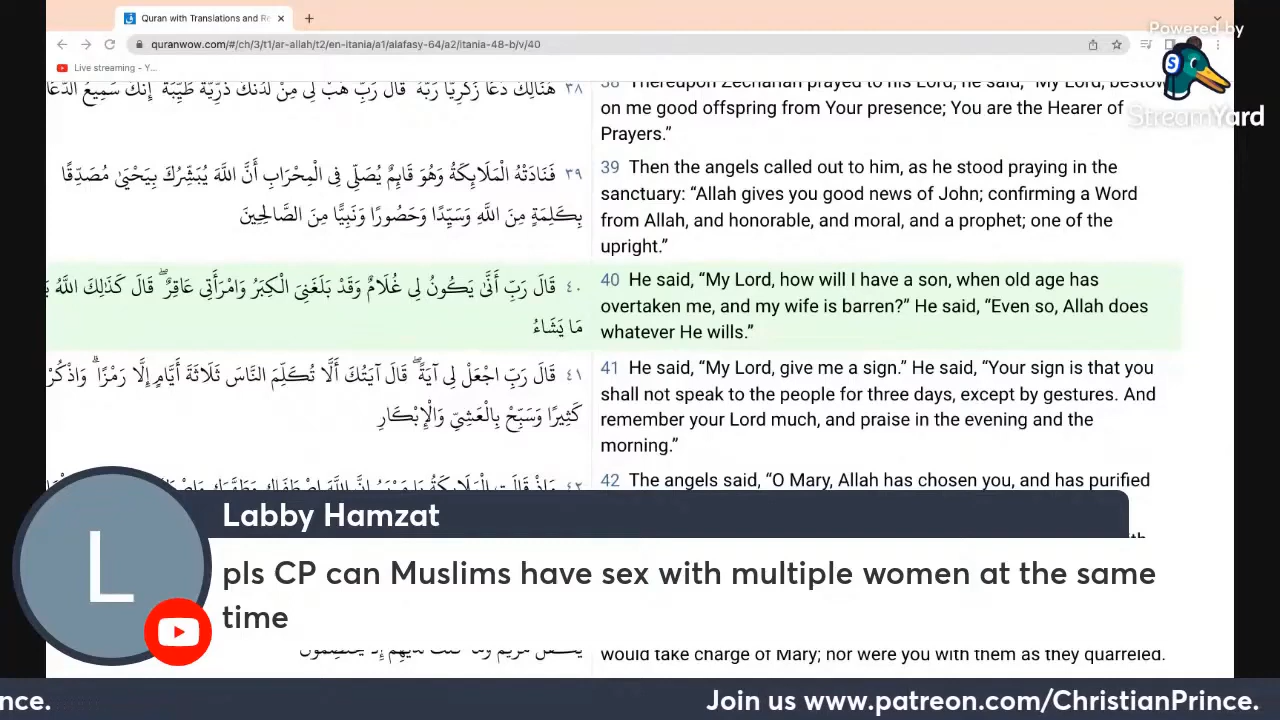 Quran with Translations and Re
quranwow.com/#/ch/3/t1/ar-allah/t2/en-itania/a1/alafasy-64/a2/itania-48-b/v/40
Live streaming - Y...
Powered by
StreamYard
٣٨ هُنَالِكَ دَعَا زَكَرِيَّا رَبَّهُ قَالَ رَبِّ هَبْ لِي مِنْ لَدُنْكَ ذُرِّيَّةً طَيِّبَةً إِنَّكَ سَمِيعُ
38 Thereupon Zechariah prayed to his Lord; he said, “My Lord, bestow
on me good offspring from Your presence; You are the Hearer of
Prayers.”
٣٩ فَنَادَتْهُ الْمَلَائِكَةُ وَهُوَ قَائِمٌ يُصَلِّي فِي الْمِحْرَابِ أَنَّ اللَّهَ يُبَشِّرُكَ بِيَحْيَىٰ مُصَدِّقًا
بِكَلِمَةٍ مِنَ اللَّهِ وَسَيِّدًا وَحَصُورًا وَنَبِيًّا مِنَ الصَّالِحِينَ
39 Then the angels called out to him, as he stood praying in the
sanctuary: “Allah gives you good news of John; confirming a Word
from Allah, and honorable, and moral, and a prophet; one of the
upright.”
٤٠ قَالَ رَبِّ أَنَّىٰ يَكُونُ لِي غُلَامٌ وَقَدْ بَلَغَنِيَ الْكِبَرُ وَامْرَأَتِي عَاقِرٌ ۖ قَالَ كَذَٰلِكَ اللَّهُ
مَا يَشَاءُ
40 He said, “My Lord, how will I have a son, when old age has
overtaken me, and my wife is barren?” He said, “Even so, Allah does
whatever He wills.”
٤١ قَالَ رَبِّ اجْعَلْ لِي آيَةً ۖ قَالَ آيَتُكَ أَلَّا تُكَلِّمَ النَّاسَ ثَلَاثَةَ أَيَّامٍ إِلَّا رَمْزًا ۗ وَاذْكُرْ
كَثِيرًا وَسَبِّحْ بِالْعَشِيِّ وَالْإِبْكَارِ
41 He said, “My Lord, give me a sign.” He said, “Your sign is that you
shall not speak to the people for three days, except by gestures. And
remember your Lord much, and praise in the evening and the
morning.”
٤٢
42 The angels said, “O Mary, Allah has chosen you, and has purified
L
Labby Hamzat
pls CP can Muslims have sex with multiple women at the same
time
would take charge of Mary; nor were you with them as they quarreled.
nce.
Join us www.patreon.com/ChristianPrince.